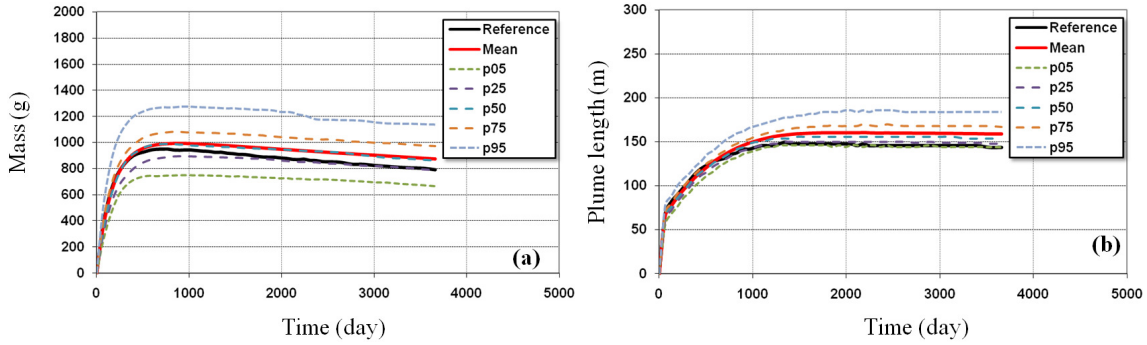 Mass (g)
2000
1800
1600
1400
1200
1000
800
600
400
200
0
0 1000 2000 3000 4000 5000
Time (day)
Reference
Mean
p05
p25
p50
p75
p95
(a)
Plume length (m)
300
250
200
150
100
50
0
0 1000 2000 3000 4000 5000
Time (day)
Reference
Mean
p05
p25
p50
p75
p95
(b)